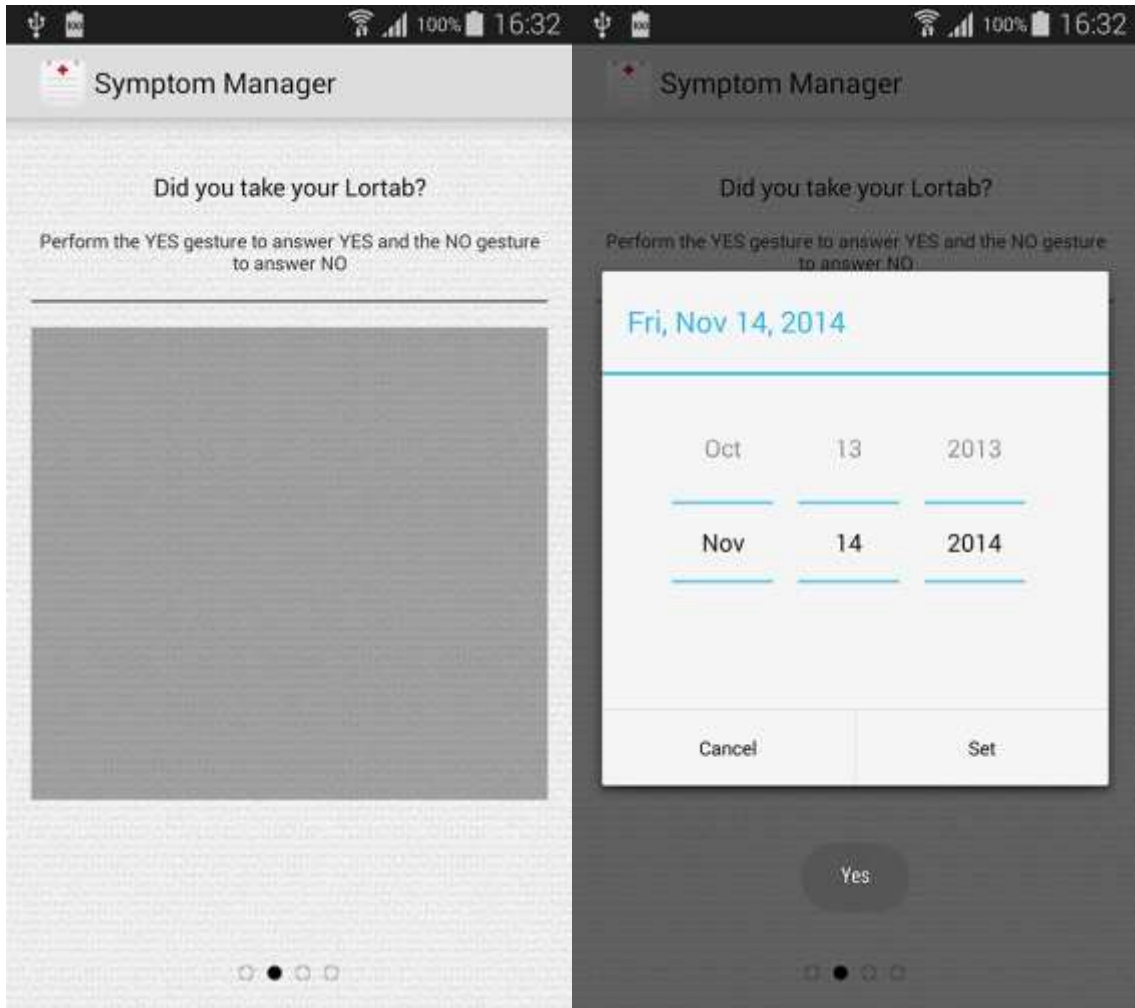 100% 16:32
Symptom Manager
Did you take your Lortab?
Perform the YES gesture to answer YES and the NO gesture
to answer NO
100% 16:32
Symptom Manager
Did you take your Lortab?
Perform the YES gesture to answer YES and the NO gesture
to answer NO
Fri, Nov 14, 2014
Oct 13 2013
Nov 14 2014
Cancel Set
Yes